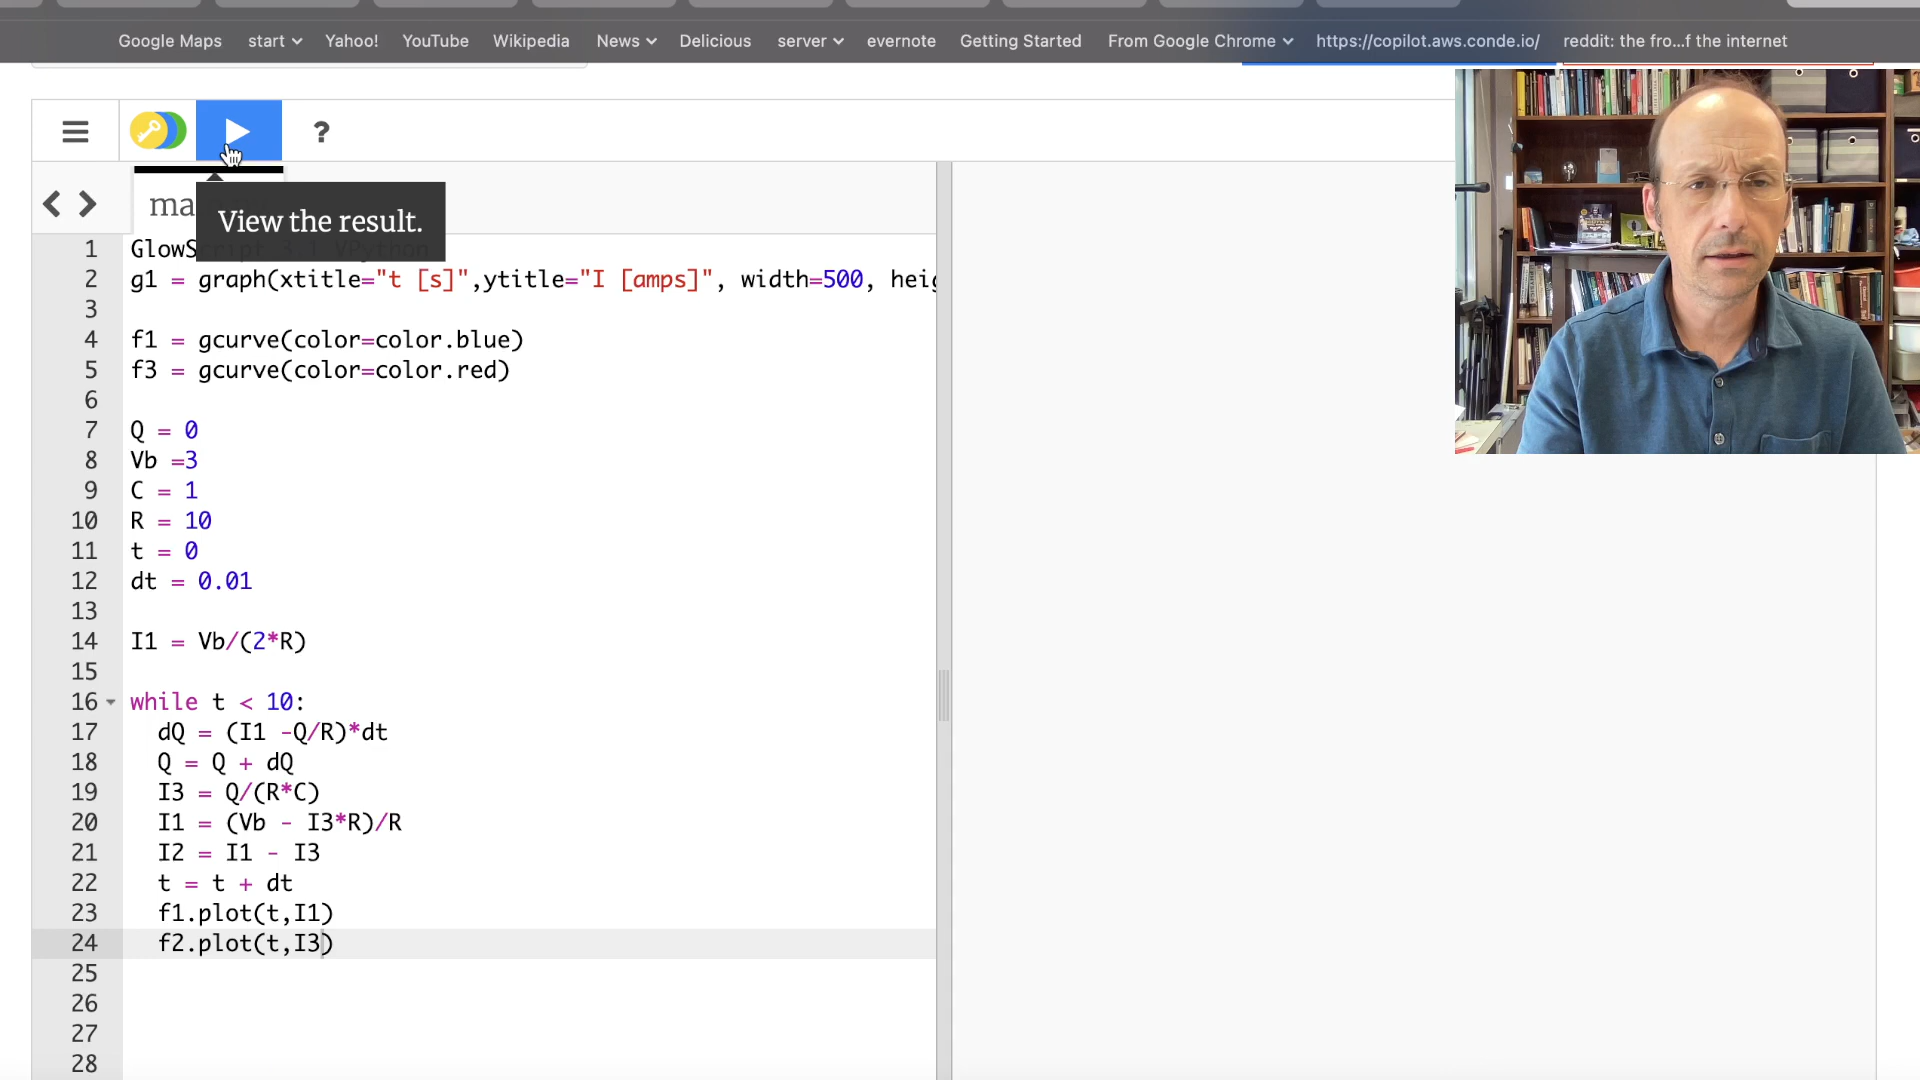 Google Maps start Yahoo! YouTube Wikipedia News Delicious server evernote Getting Started From Google Chrome https://copilot.aws.conde.io/ reddit: the fro...f the internet
?
ma
View the result.
1 GlowScript 3.1 VPython
2 g1 = graph(xtitle="t [s]",ytitle="I [amps]", width=500, heig
3
4 f1 = gcurve(color=color.blue)
5 f3 = gcurve(color=color.red)
6
7 Q = 0
8 Vb =3
9 C = 1
10 R = 10
11 t = 0
12 dt = 0.01
13
14 I1 = Vb/(2*R)
15
16 while t < 10:
17 dQ = (I1 -Q/R)*dt
18 Q = Q + dQ
19 I3 = Q/(R*C)
20 I1 = (Vb - I3*R)/R
21 I2 = I1 - I3
22 t = t + dt
23 f1.plot(t,I1)
24 f2.plot(t,I3)
25
26
27
28